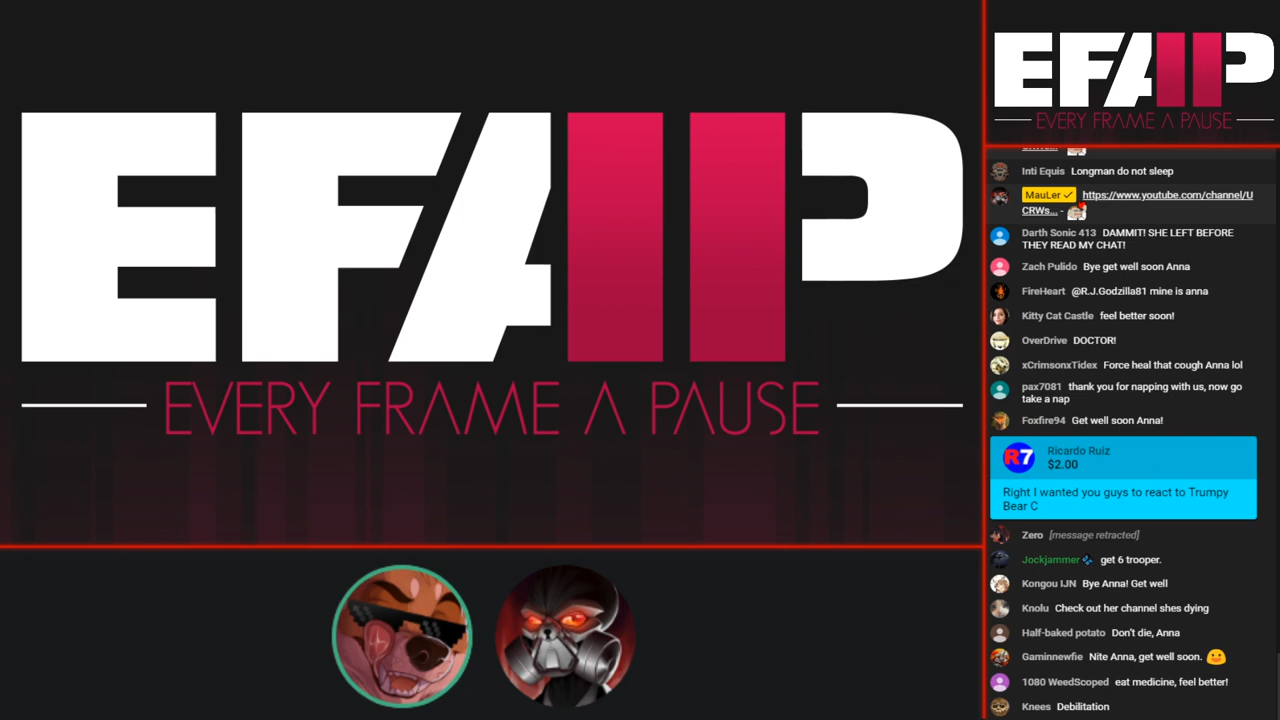 EFAP
EVERY FRAME A PAUSE
EFAP
EVERY FRAME A PAUSE
Inti Equis Longman do not sleep
MauLer https://www.youtube.com/channel/U
CRWs... -
Darth Sonic 413 DAMMIT! SHE LEFT BEFORE
THEY READ MY CHAT!
Zach Pulido Bye get well soon Anna
FireHeart @R.J.Godzilla81 mine is anna
Kitty Cat Castle feel better soon!
OverDrive DOCTOR!
xCrimsonxTidex Force heal that cough Anna lol
pax7081 thank you for napping with us, now go
take a nap
Foxfire94 Get well soon Anna!
R7
Ricardo Ruiz
$2.00
Right I wanted you guys to react to Trumpy
Bear C
Zero [message retracted]
Jockjammer get 6 trooper.
Kongou IJN Bye Anna! Get well
Knolu Check out her channel shes dying
Half-baked potato Don't die, Anna
Gaminnewfie Nite Anna, get well soon.
1080 WeedScoped eat medicine, feel better!
Knees Debilitation